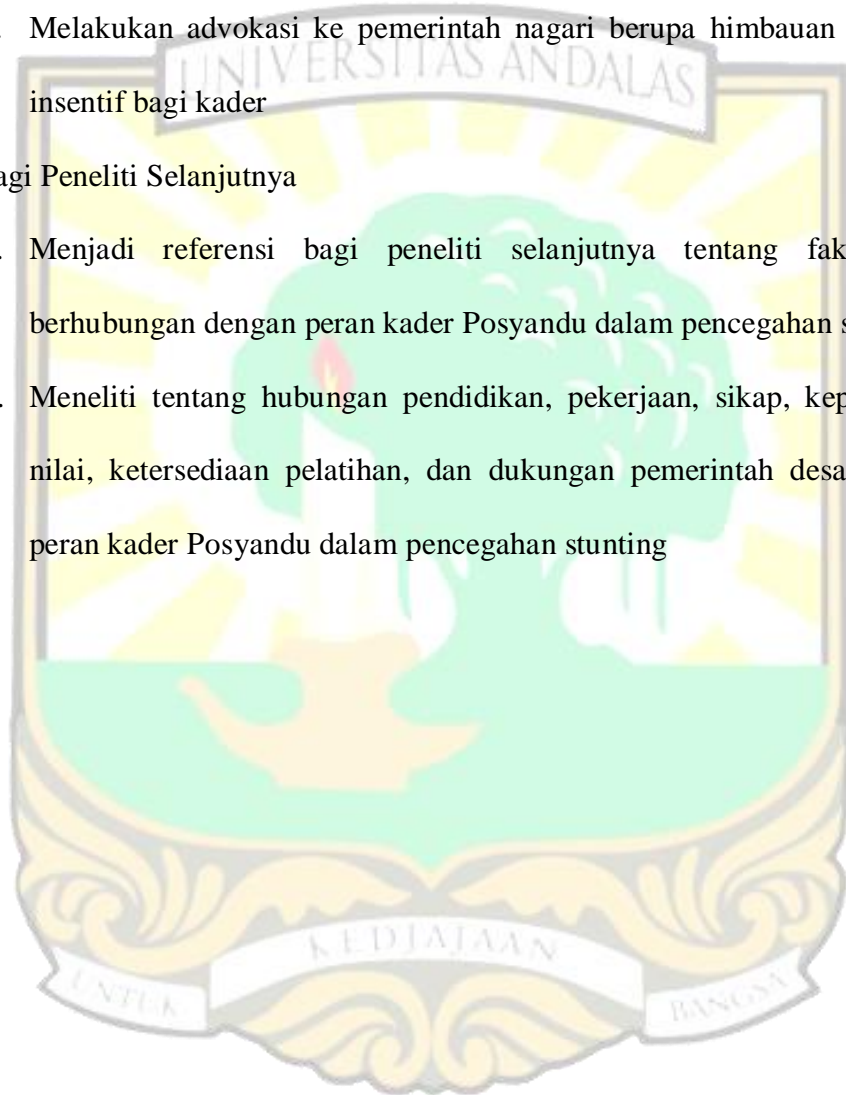 . Melakukan advokasi ke pemerintah nagari berupa himbauan
insentif bagi kader
agi Peneliti Selanjutnya
. Menjadi referensi bagi peneliti selanjutnya tentang fak
berhubungan dengan peran kader Posyandu dalam pencegahan s
. Meneliti tentang hubungan pendidikan, pekerjaan, sikap, kep
nilai, ketersediaan pelatihan, dan dukungan pemerintah desa
peran kader Posyandu dalam pencegahan stunting
UNIVERSITAS ANDALAS
UNTUK KEDJAJAAN BANGSA